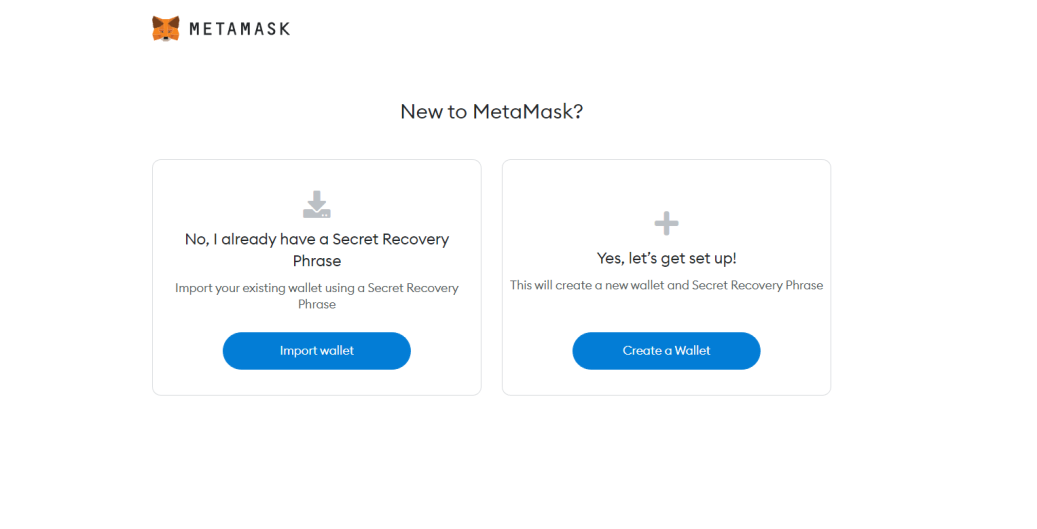 METAMASK
New to MetaMask?
No, I already have a Secret Recovery
Phrase
Import your existing wallet using a Secret Recovery
Phrase
Import wallet
Yes, let’s get set up!
This will create a new wallet and Secret Recovery Phrase
Create a Wallet